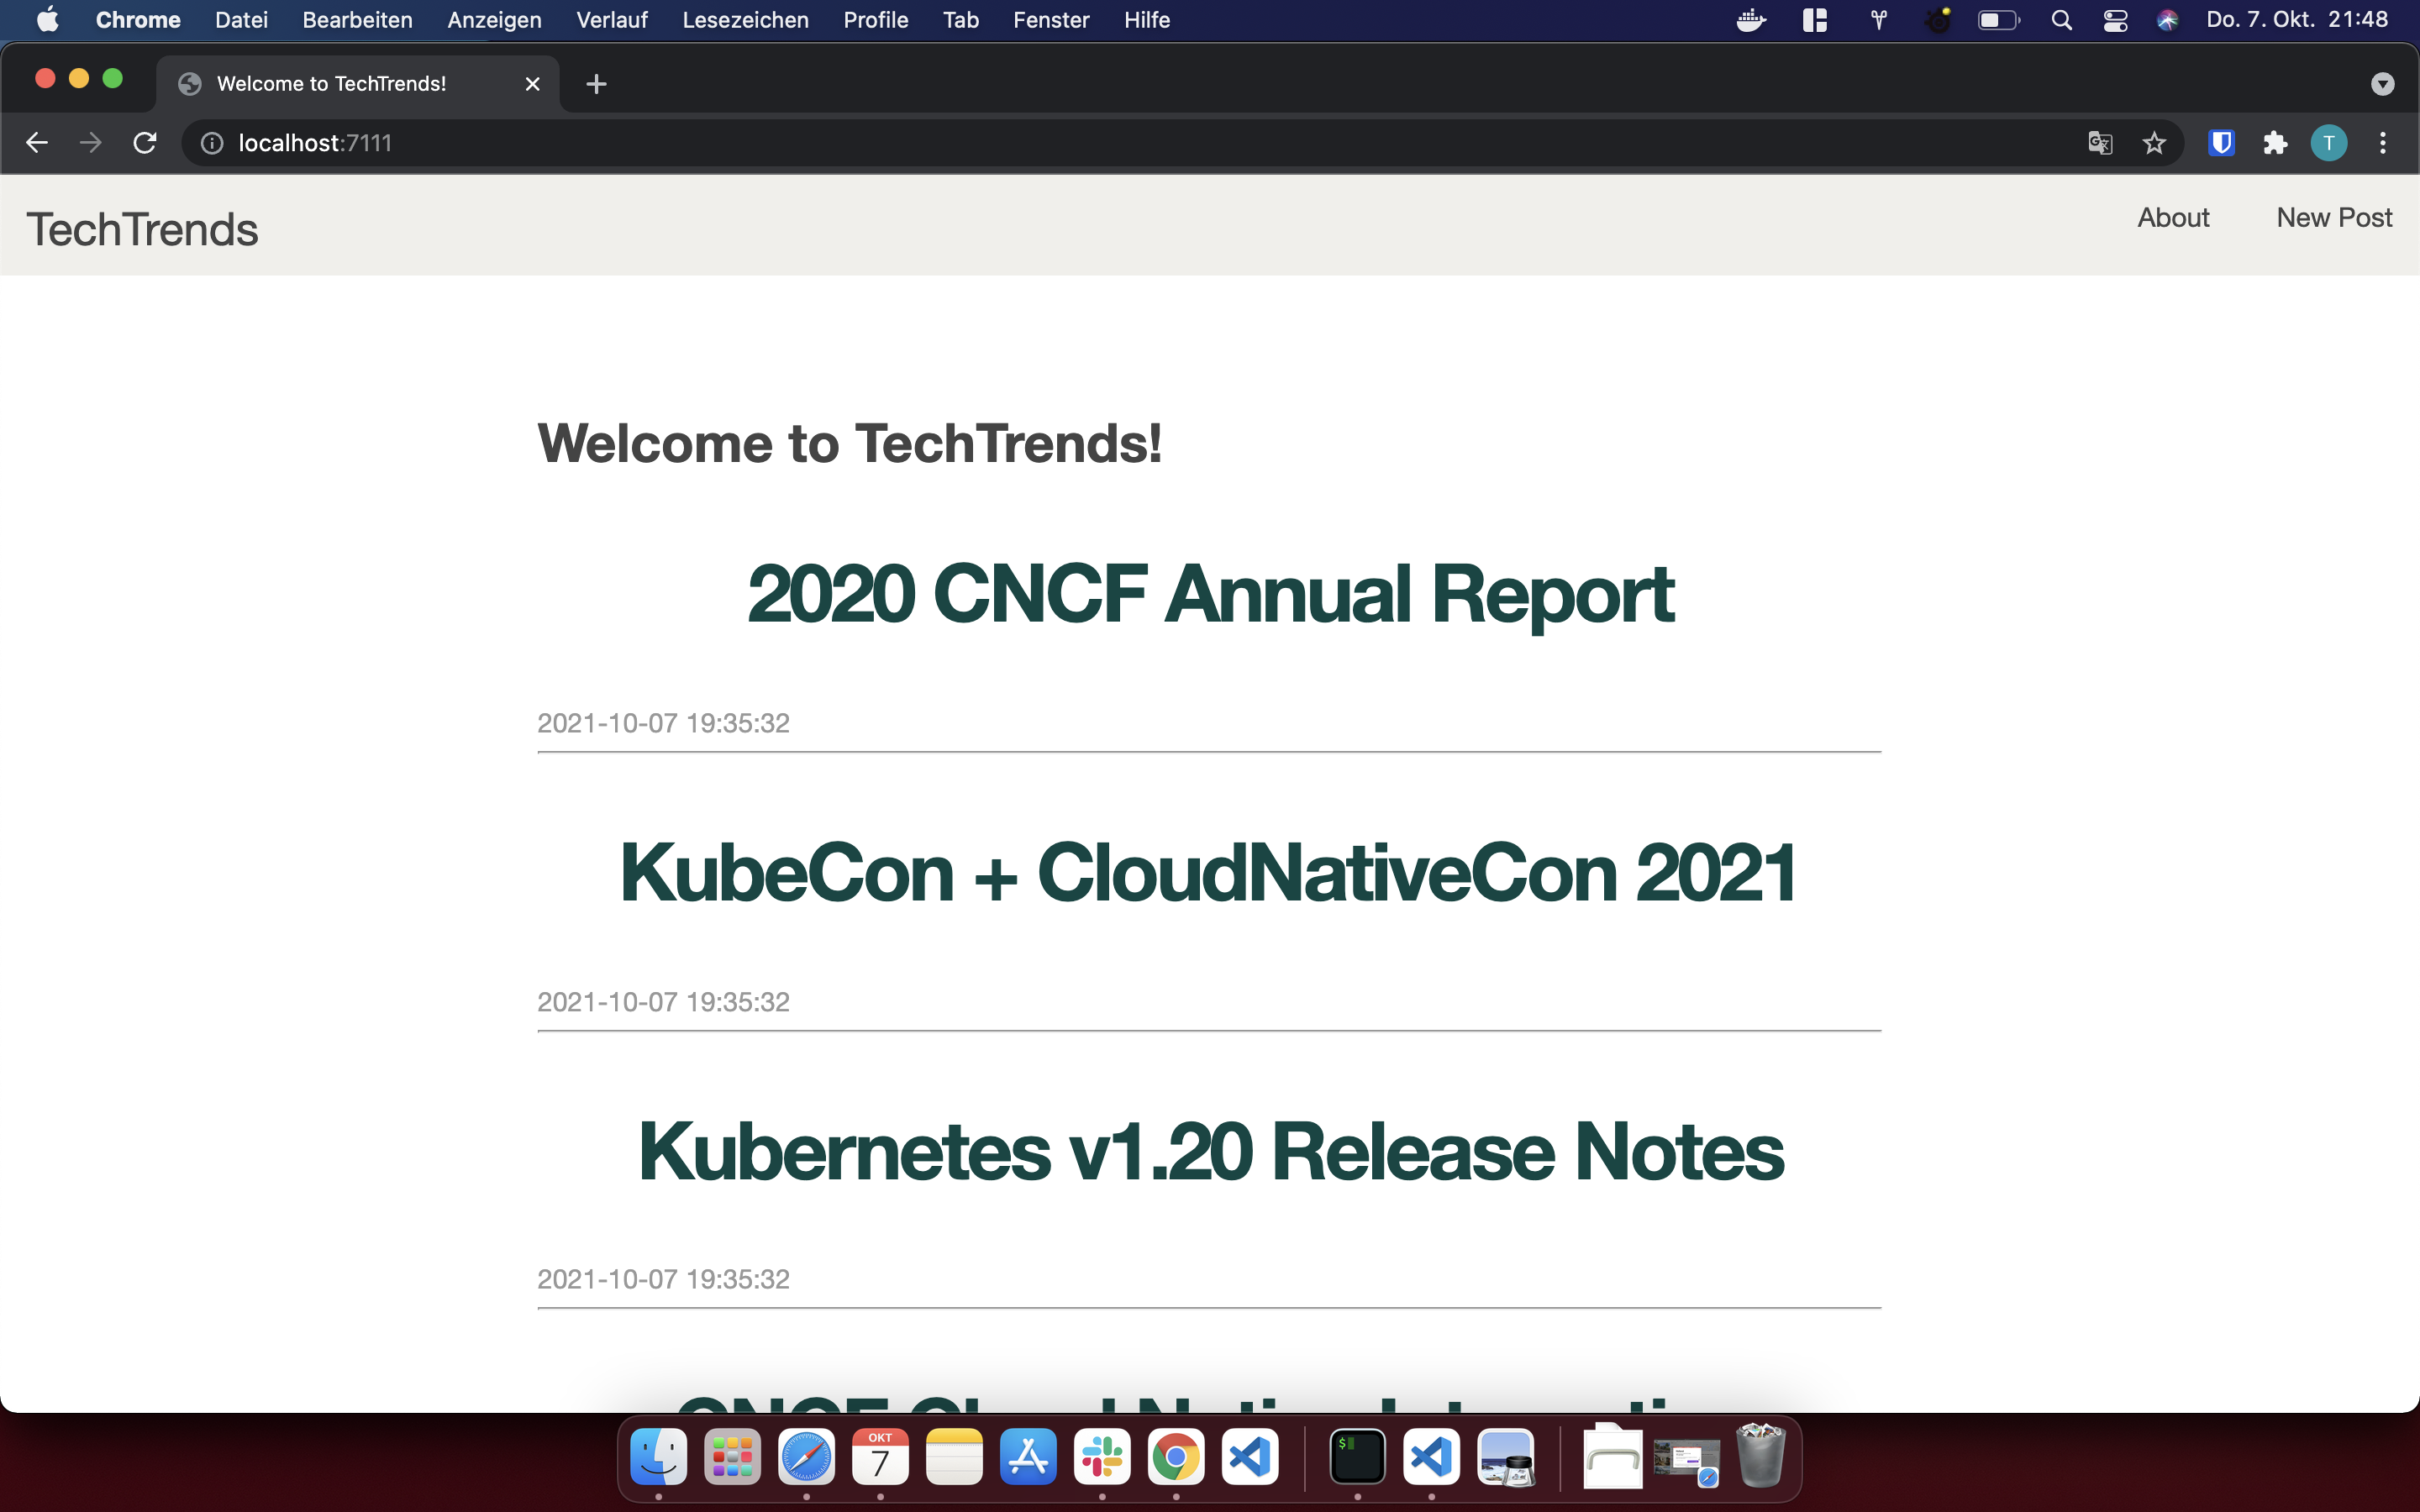 Chrome Datei Bearbeiten Anzeigen Verlauf Lesezeichen Profile Tab Fenster Hilfe Do. 7. Okt. 21:48
Welcome to TechTrends!
localhost:7111 T
TechTrends About New Post
Welcome to TechTrends!
2020 CNCF Annual Report
2021-10-07 19:35:32
KubeCon + CloudNativeCon 2021
2021-10-07 19:35:32
Kubernetes v1.20 Release Notes
2021-10-07 19:35:32
CNCF Cloud Native
OKT
7
$